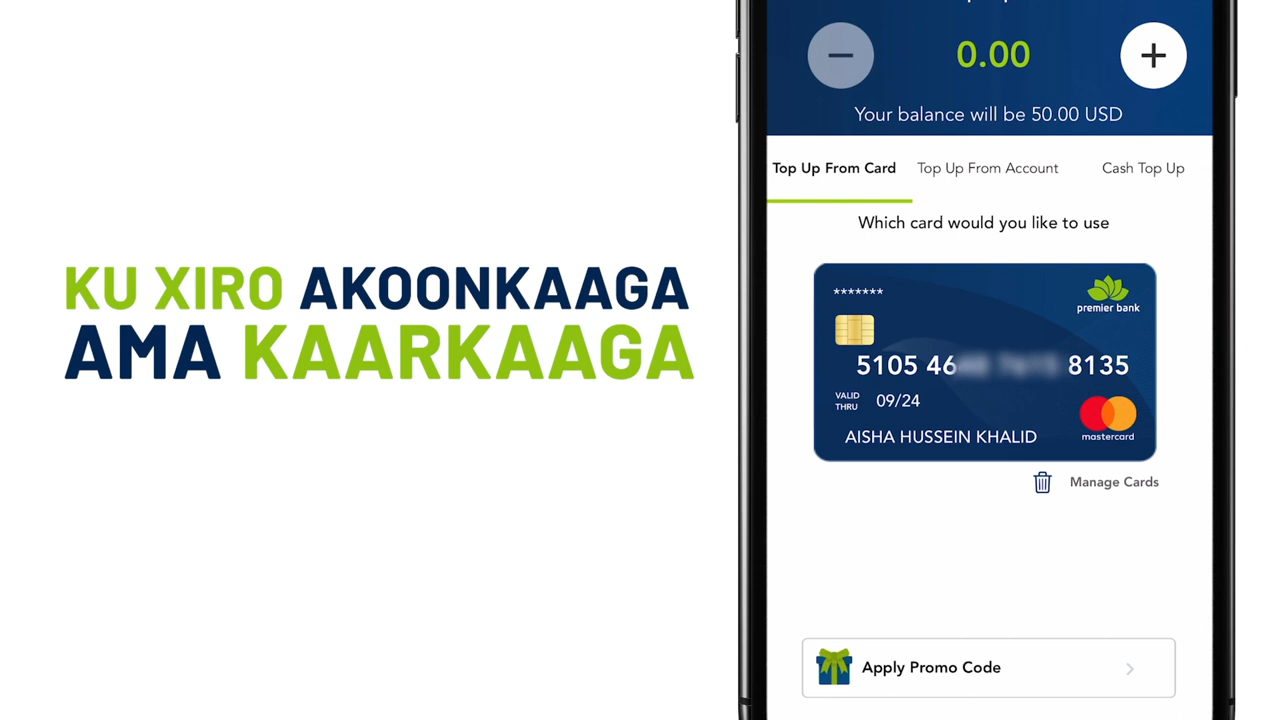 KU XIRO AKOONKAAGA
AMA KAARKAAGA
0.00
Your balance will be 50.00 USD
Top Up From Card
Top Up From Account
Cash Top Up
Which card would you like to use
*******
premier bank
5105 46 8135
VALID THRU 09/24
mastercard
AISHA HUSSEIN KHALID
Manage Cards
Apply Promo Code